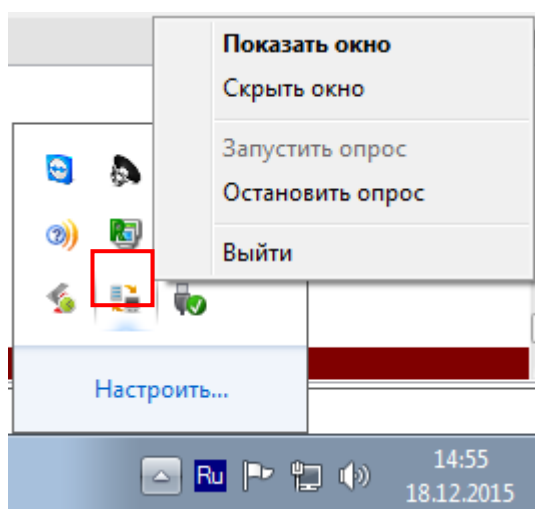 Показать окно
Скрыть окно
Запустить опрос
Остановить опрос
Выйти
Настроить...
Ru
14:55
18.12.2015